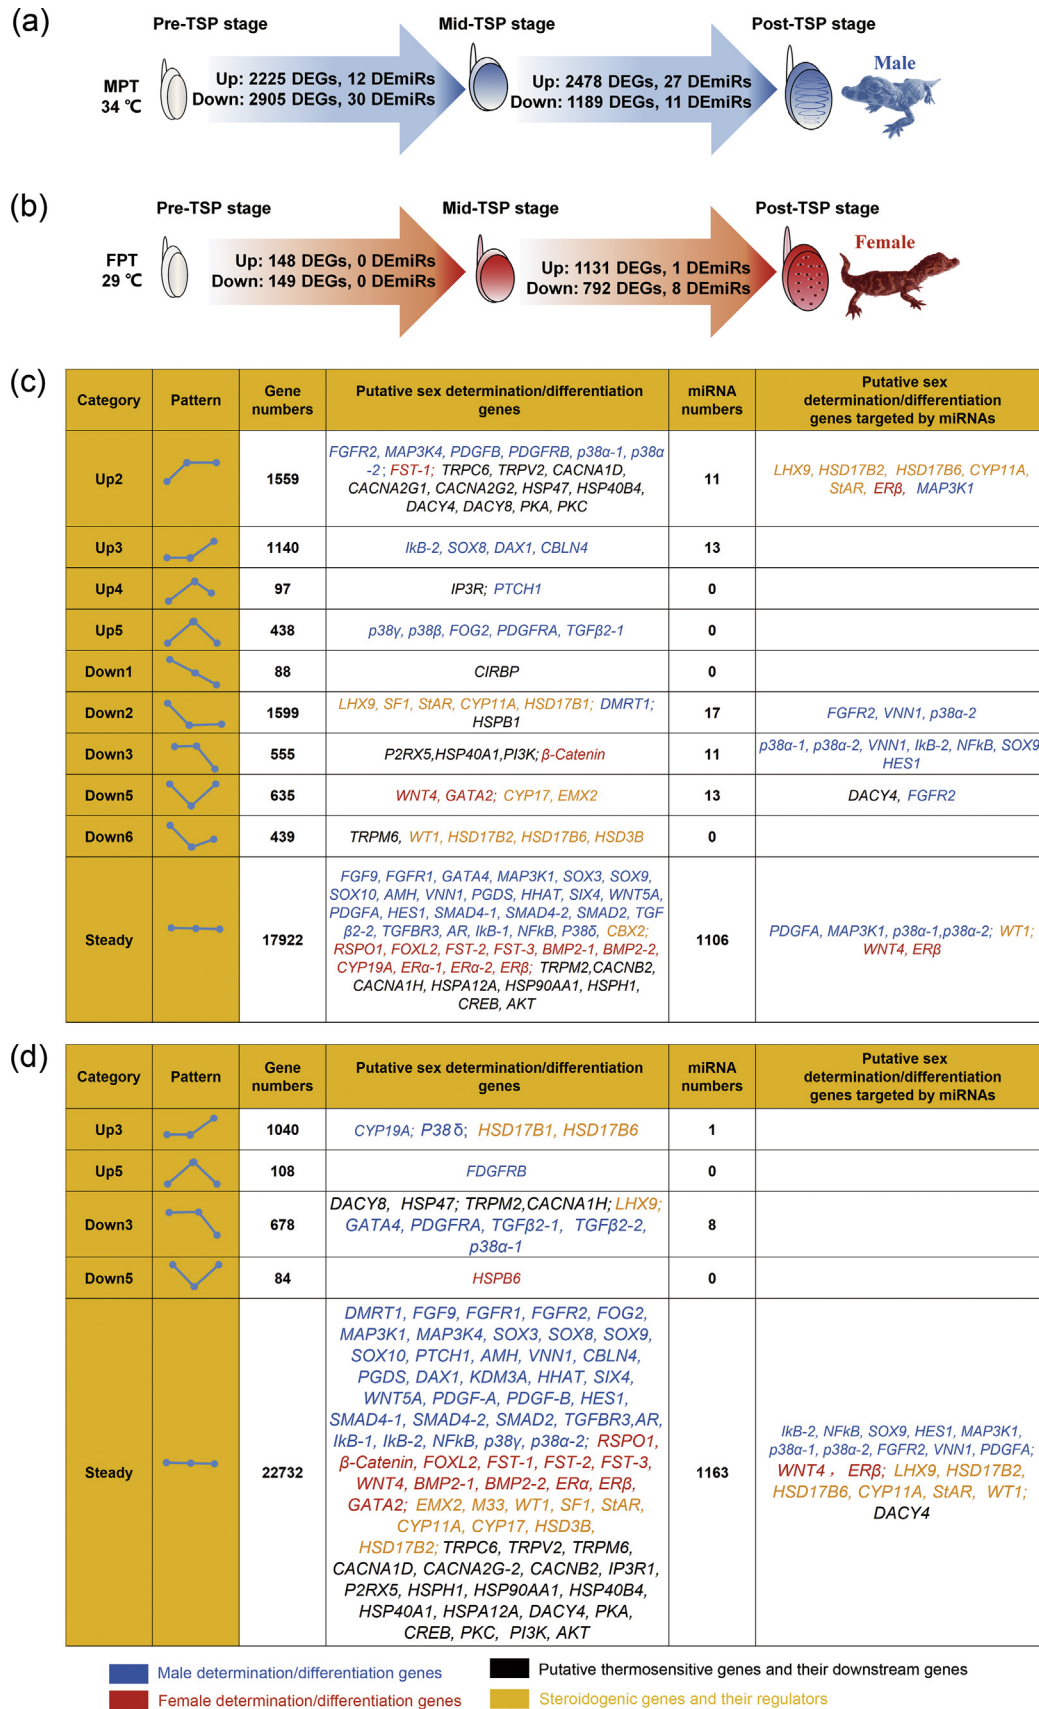 (a)
Pre-TSP stage
Mid-TSP stage
Post-TSP stage
MPT
34 ℃
Up: 2225 DEGs, 12 DEmiRs
Down: 2905 DEGs, 30 DEmiRs
Up: 2478 DEGs, 27 DEmiRs
Down: 1189 DEGs, 11 DEmiRs
Male
(b)
Pre-TSP stage
Mid-TSP stage
Post-TSP stage
FPT
29 ℃
Up: 148 DEGs, 0 DEmiRs
Down: 149 DEGs, 0 DEmiRs
Up: 1131 DEGs, 1 DEmiRs
Down: 792 DEGs, 8 DEmiRs
Female
(c)
Category
Pattern
Gene
numbers
Putative sex determination/differentiation
genes
miRNA
numbers
Putative sex
determination/differentiation
genes targeted by miRNAs
Up2
1559
FGFR2, MAP3K4, PDGFB, PDGFRB, p38α-1, p38α
-2; FST-1; TRPC6, TRPV2, CACNA1D,
CACNA2G1, CACNA2G2, HSP47, HSP40B4,
DACY4, DACY8, PKA, PKC
11
LHX9, HSD17B2, HSD17B6, CYP11A,
StAR, ERβ, MAP3K1
Up3
1140
IkB-2, SOX8, DAX1, CBLN4
13
Up4
97
IP3R; PTCH1
0
Up5
438
p38γ, p38β, FOG2, PDGFRA, TGFβ2-1
0
Down1
88
CIRBP
0
Down2
1599
LHX9, SF1, StAR, CYP11A, HSD17B1; DMRT1;
HSPB1
17
FGFR2, VNN1, p38α-2
Down3
555
P2RX5,HSP40A1,PI3K;β-Catenin
11
p38α-1, p38α-2, VNN1, IkB-2, NFkB, SOX9
HES1
Down5
635
WNT4, GATA2; CYP17, EMX2
13
DACY4, FGFR2
Down6
439
TRPM6, WT1, HSD17B2, HSD17B6, HSD3B
0
Steady
17922
FGF9, FGFR1, GATA4, MAP3K1, SOX3, SOX9,
SOX10, AMH, VNN1, PGDS, HHAT, SIX4, WNT5A,
PDGFA, HES1, SMAD4-1, SMAD4-2, SMAD2, TGF
β2-2, TGFBR3, AR, IkB-1, NFkB, P38δ, CBX2;
RSPO1, FOXL2, FST-2, FST-3, BMP2-1, BMP2-2,
CYP19A, ERα-1, ERα-2, ERβ; TRPM2,CACNB2,
CACNA1H, HSPA12A, HSP90AA1, HSPH1,
CREB, AKT
1106
PDGFA, MAP3K1, p38α-1,p38α-2; WT1;
WNT4, ERβ
(d)
Category
Pattern
Gene
numbers
Putative sex determination/differentiation
genes
miRNA
numbers
Putative sex
determination/differentiation
genes targeted by miRNAs
Up3
1040
CYP19A; P38δ; HSD17B1, HSD17B6
1
Up5
108
FDGFRB
0
Down3
678
DACY8, HSP47; TRPM2,CACNA1H; LHX9;
GATA4, PDGFRA, TGFβ2-1, TGFβ2-2,
p38α-1
8
Down5
84
HSPB6
0
Steady
22732
DMRT1, FGF9, FGFR1, FGFR2, FOG2,
MAP3K1, MAP3K4, SOX3, SOX8, SOX9,
SOX10, PTCH1, AMH, VNN1, CBLN4,
PGDS, DAX1, KDM3A, HHAT, SIX4,
WNT5A, PDGF-A, PDGF-B, HES1,
SMAD4-1, SMAD4-2, SMAD2, TGFBR3,AR,
IkB-1, IkB-2, NFkB, p38γ, p38α-2; RSPO1,
β-Catenin, FOXL2, FST-1, FST-2, FST-3,
WNT4, BMP2-1, BMP2-2, ERα, ERβ,
GATA2; EMX2, M33, WT1, SF1, StAR,
CYP11A, CYP17, HSD3B,
HSD17B2; TRPC6, TRPV2, TRPM6,
CACNA1D, CACNA2G-2, CACNB2, IP3R1,
P2RX5, HSPH1, HSP90AA1, HSP40B4,
HSP40A1, HSPA12A, DACY4, PKA,
CREB, PKC, PI3K, AKT
1163
IkB-2, NFkB, SOX9, HES1, MAP3K1,
p38α-1, p38α-2, FGFR2, VNN1, PDGFA;
WNT4 , ERβ; LHX9, HSD17B2,
HSD17B6, CYP11A, StAR, WT1;
DACY4
Male determination/differentiation genes
Putative thermosensitive genes and their downstream genes
Female determination/differentiation genes
Steroidogenic genes and their regulators